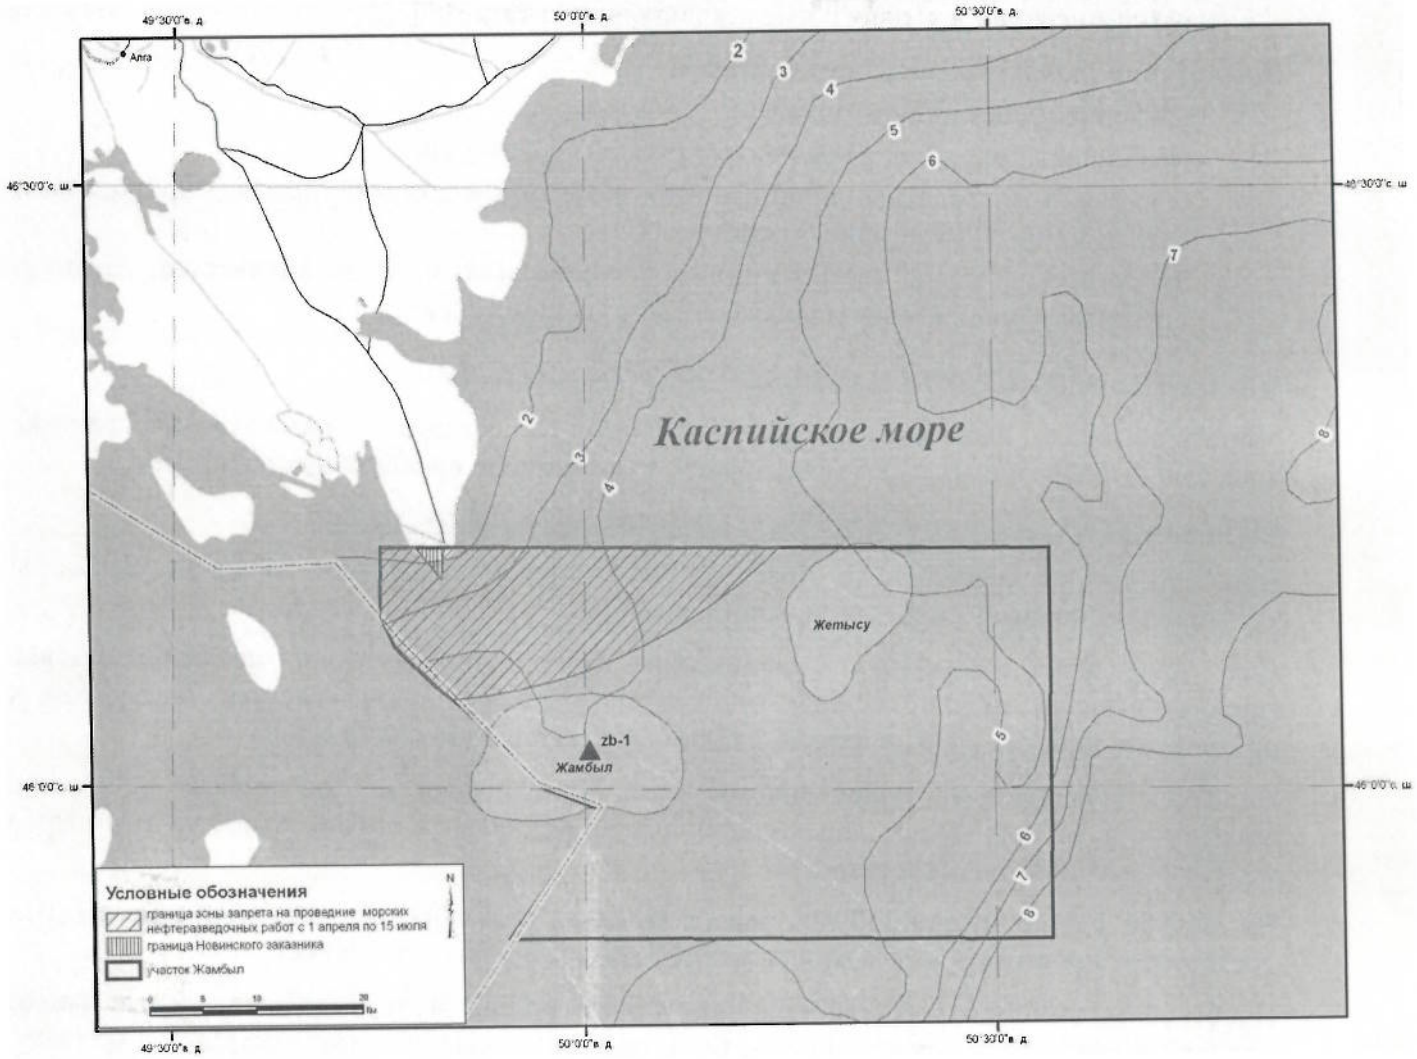 49°30'0"в. д.
50°0'0"в. д.
50°30'0"в. д.
Алга
2
3
4
5
6
46°30'0"с. ш.
46°30'0"с. ш
7
2
3
4
8
Каспийское море
Жетысу
5
zb-1
Жамбыл
46°0'0"с. ш.
46°0'0"с. ш.
6
7
8
Условные обозначения
N
граница зоны запрета на проведние морских
нефтеразведочных работ с 1 апреля по 15 июля
граница Новинского заказника
участок Жамбыл
0 5 10 20
Км
49°30'0"в. д.
50°0'0"в. д.
50°30'0"в. д.